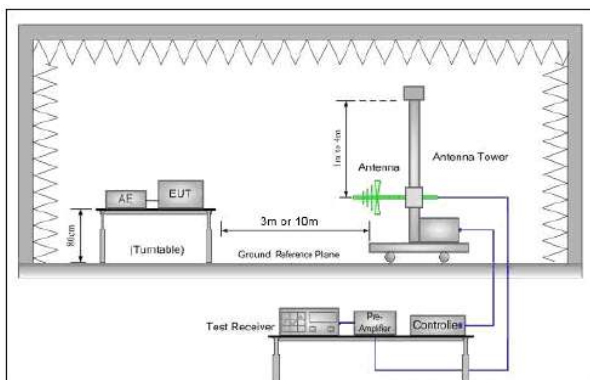 1m to 4m
Antenna
Antenna Tower
AE
EUT
3m or 10m
80cm
(Turntable)
Ground Reference Plane
Test Receiver
Pre-
Amplifier
Controller